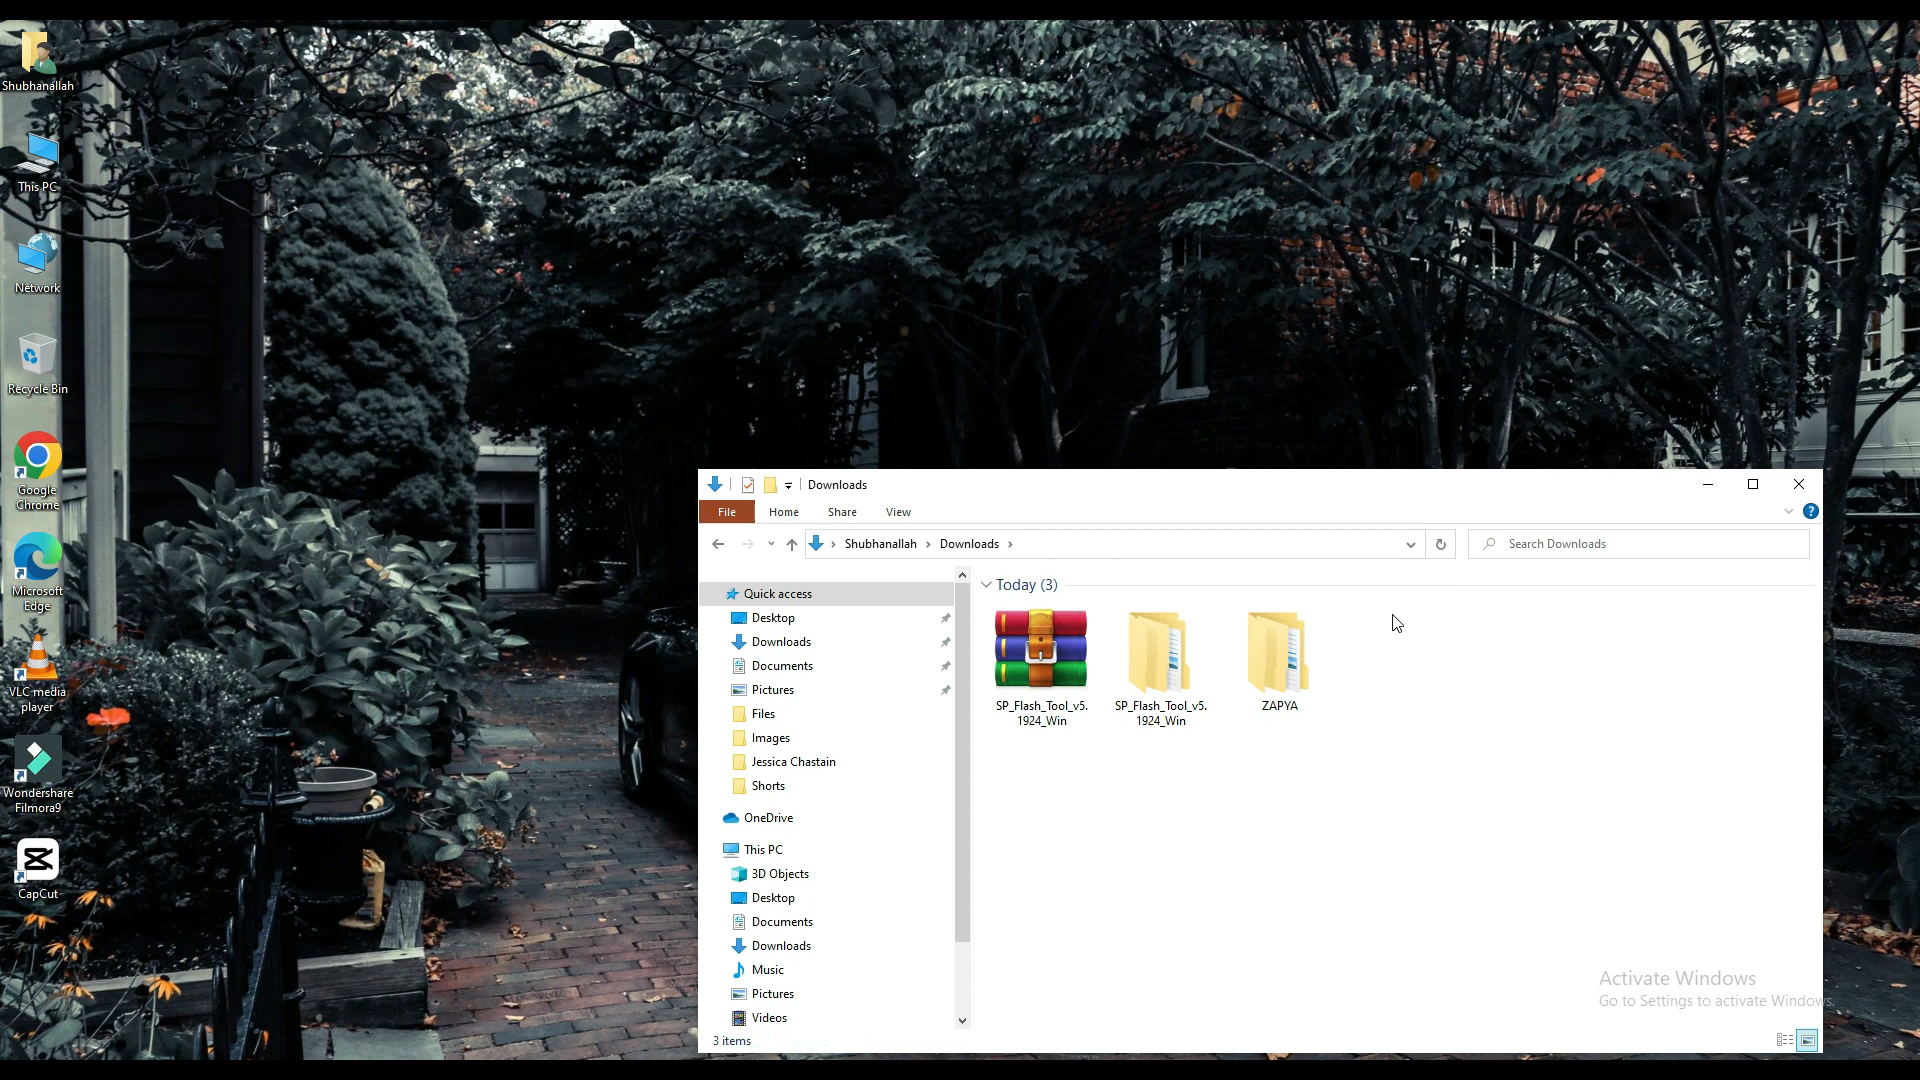 Shubhanallah
This PC
Network
Recycle Bin
Google
Chrome
Microsoft
Edge
VLC media
player
Wondershare
Filmora9
CapCut
Downloads
File Home Share View
Shubhanallah Downloads
Search Downloads
Quick access
Desktop
Downloads
Documents
Pictures
Files
Images
Jessica Chastain
Shorts
OneDrive
This PC
3D Objects
Desktop
Documents
Downloads
Music
Pictures
Videos
Today (3)
SP_Flash_Tool_v5.
1924_Win
SP_Flash_Tool_v5.
1924_Win
ZAPYA
Activate Windows
Go to Settings to activate Windows.
3 items